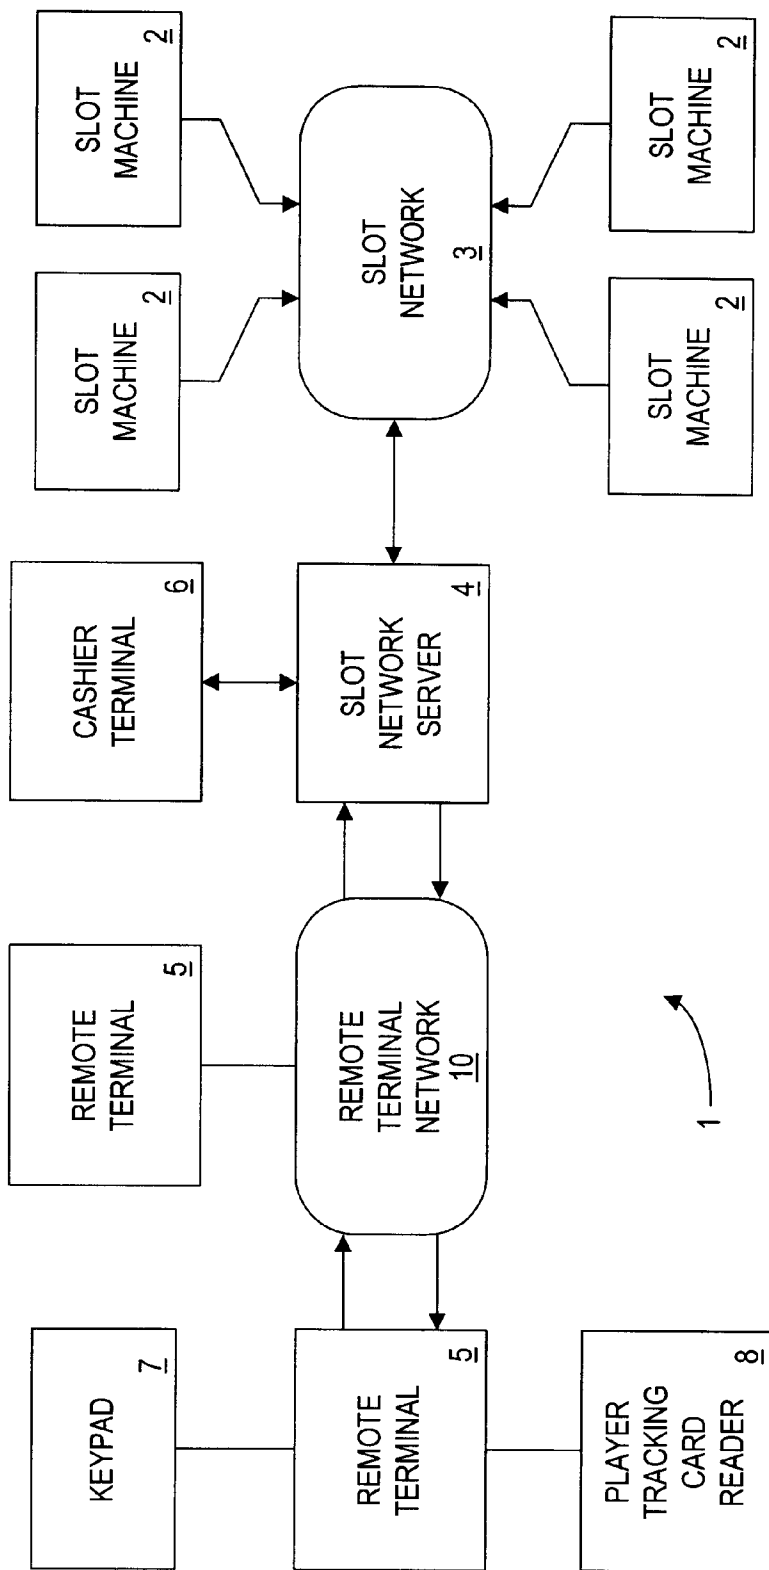 KEYPAD
7
REMOTE
TERMINAL
5
PLAYER
TRACKING
CARD
READER
8
REMOTE
TERMINAL
5
REMOTE
TERMINAL
NETWORK
10
1
CASHIER
TERMINAL
6
SLOT
NETWORK
SERVER
4
SLOT
MACHINE
2
SLOT
MACHINE
2
SLOT
NETWORK
3
SLOT
MACHINE
2
SLOT
MACHINE
2